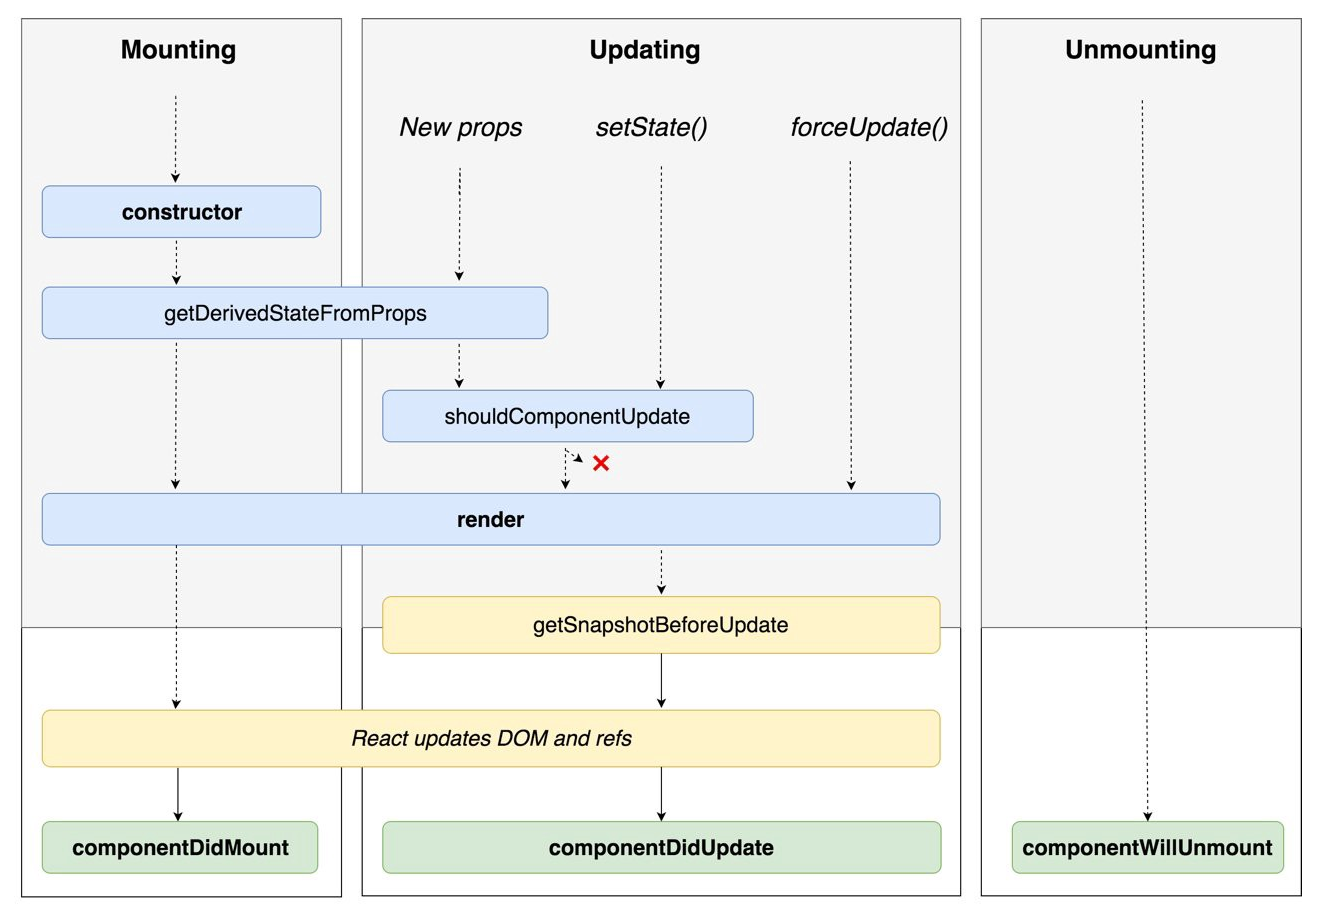 Mounting
Updating
Unmounting
New props
setState()
forceUpdate()
constructor
getDerivedStateFromProps
shouldComponentUpdate
render
getSnapshotBeforeUpdate
React updates DOM and refs
componentDidMount
componentDidUpdate
componentWillUnmount